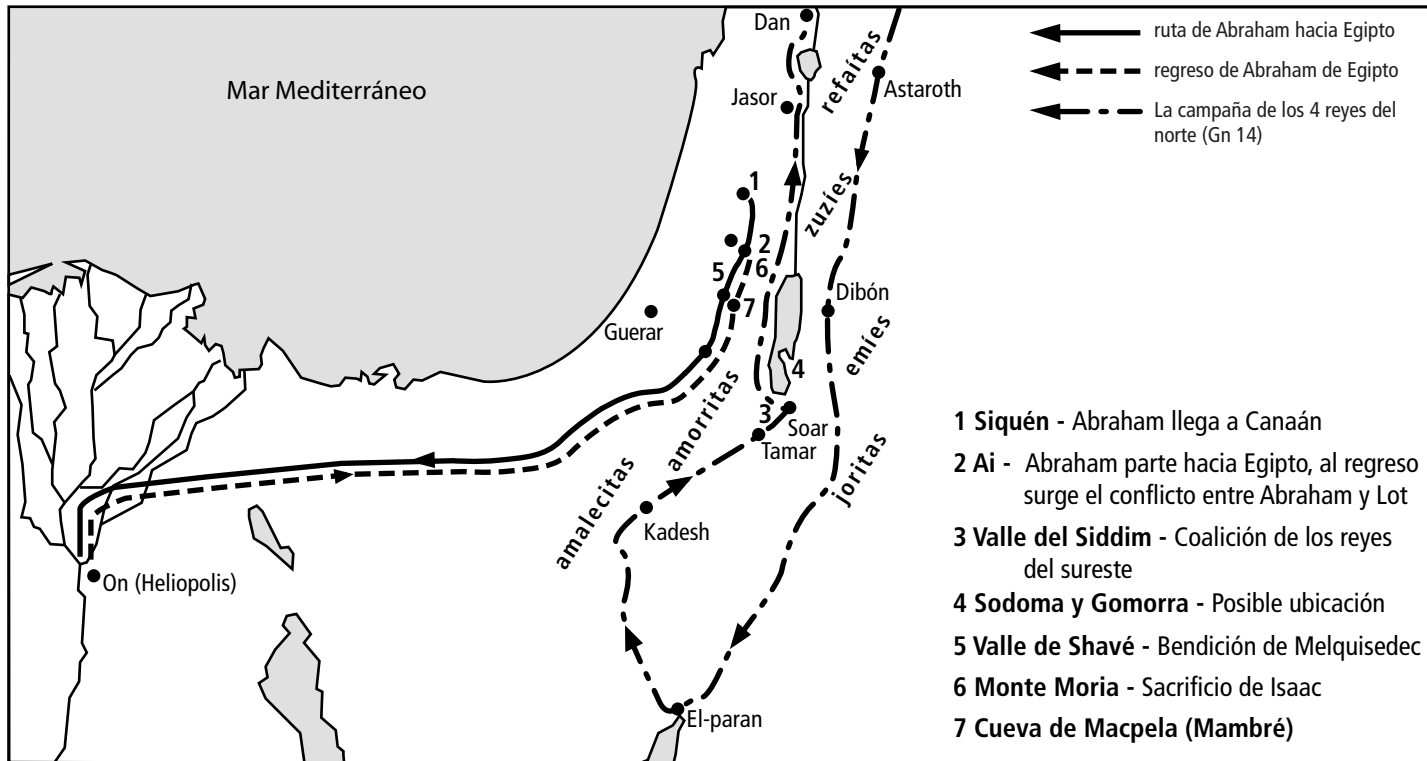 Dan
Mar Mediterráneo
Jasor
refaítas
Astaroth
ruta de Abraham hacia Egipto
regreso de Abraham de Egipto
La campaña de los 4 reyes del
norte (Gn 14)
1
2
5
6
7
zuzíes
Guerar
Dibón
emíes
4
3
Soar
Tamar
amorritas
amalecitas
joritas
Kadesh
On (Heliopolis)
El-paran
1 Siquén - Abraham llega a Canaán
2 Ai - Abraham parte hacia Egipto, al regreso
surge el conflicto entre Abraham y Lot
3 Valle del Siddim - Coalición de los reyes
del sureste
4 Sodoma y Gomorra - Posible ubicación
5 Valle de Shavé - Bendición de Melquisedec
6 Monte Moria - Sacrificio de Isaac
7 Cueva de Macpela (Mambré)